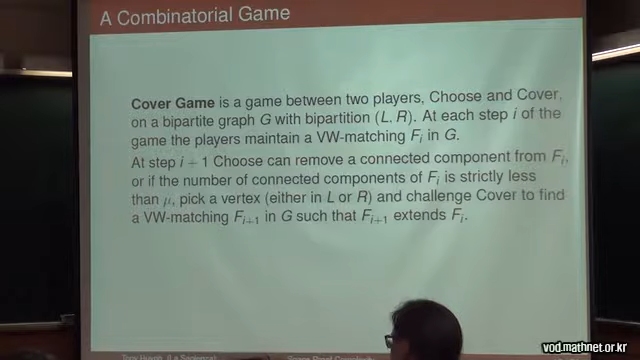 A Combinatorial Game
Cover Game is a game between two players, Choose and Cover,
on a bipartite graph G with bipartition (L, R). At each step i of the
game the players maintain a VW-matching Fi in G.
At step i + 1 Choose can remove a connected component from Fi,
or if the number of connected components of Fi is strictly less
than μ, pick a vertex (either in L or R) and challenge Cover to find
a VW-matching Fi+1 in G such that Fi+1 extends Fi.
Tony Huynh (La Sapienza)
vod.mathnet.or.kr